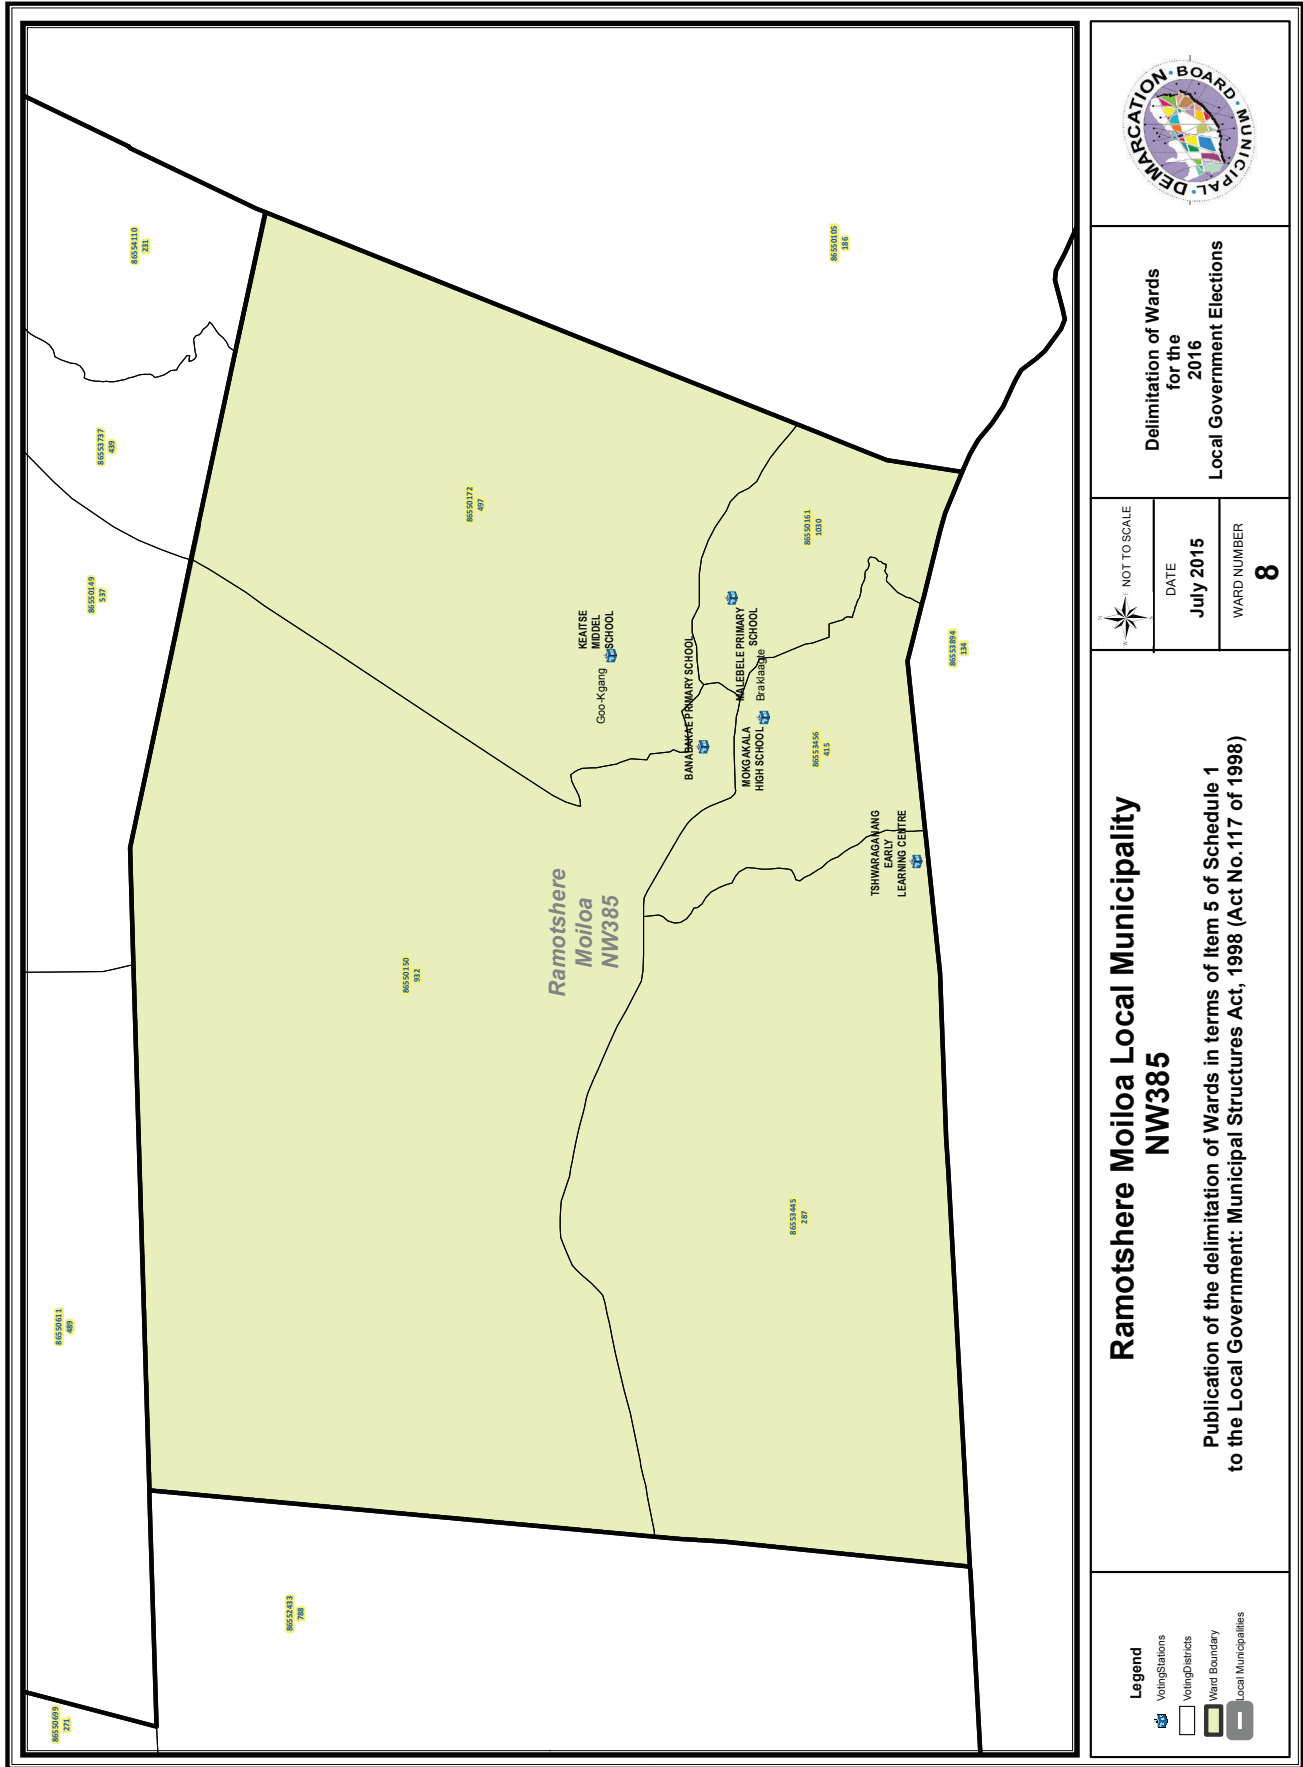 86554110
231
86553737
439
86550149
537
86550611
489
86550699
271
86552433
788
86550105
186
86550172
497
86550150
932
86550161
1030
86553894
134
86553456
415
86553445
287
KEAITSE
MIDDEL
SCHOOL
Goo-Kgang
BANABAKAE PRIMARY SCHOOL
MALEBELE PRIMARY
SCHOOL
Braklaagte
MOKGAKALA
HIGH SCHOOL
TSHWARAGANANG
EARLY
LEARNING CENTRE
Ramotshere
Moiloa
NW385
Legend
VotingStations
VotingDistricts
Ward Boundary
Local Municipalities
Ramotshere Moiloa Local Municipality
NW385
Publication of the delimitation of Wards in terms of Item 5 of Schedule 1
to the Local Government: Municipal Structures Act, 1998 (Act No.117 of 1998)
N
W
E
S
NOT TO SCALE
DATE
July 2015
WARD NUMBER
8
Delimitation of Wards
for the
2016
Local Government Elections
MUNICIPAL • DEMARCATION • BOARD •